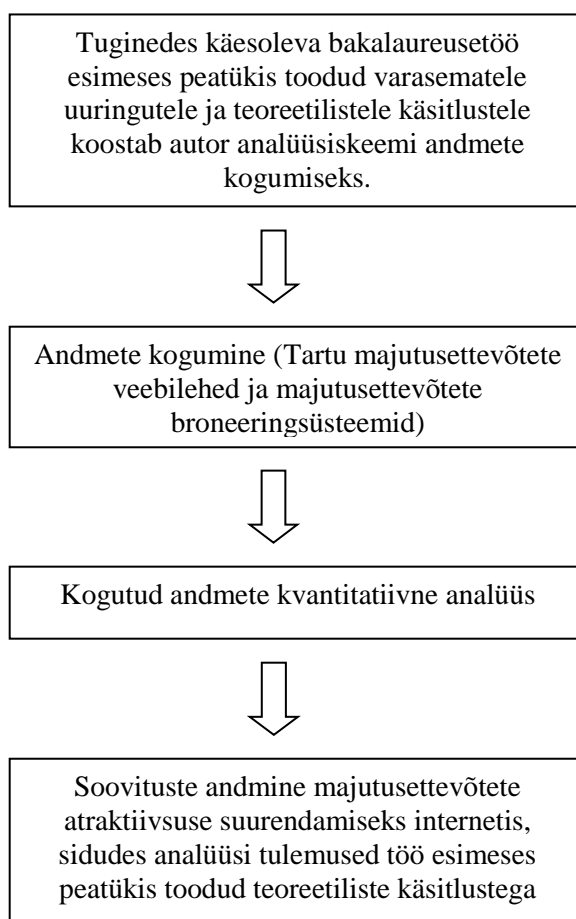 Tuginedes käesoleva bakalaureusetöö
esimeses peatükis toodud varasematele
uuringutele ja teoreetilistele käsitlustele
koostab autor analüüsiskeemi andmete
kogumiseks.
Andmete kogumine (Tartu majutusettevõtete
veebilehed ja majutusettevõtete
broneeringsüsteemid)
Kogutud andmete kvantitatiivne analüüs
Soovituste andmine majutusettevõtete
atraktiivsuse suurendamiseks internetis,
sidudes analüüsi tulemused töö esimeses
peatükis toodud teoreetiliste käsitlustega